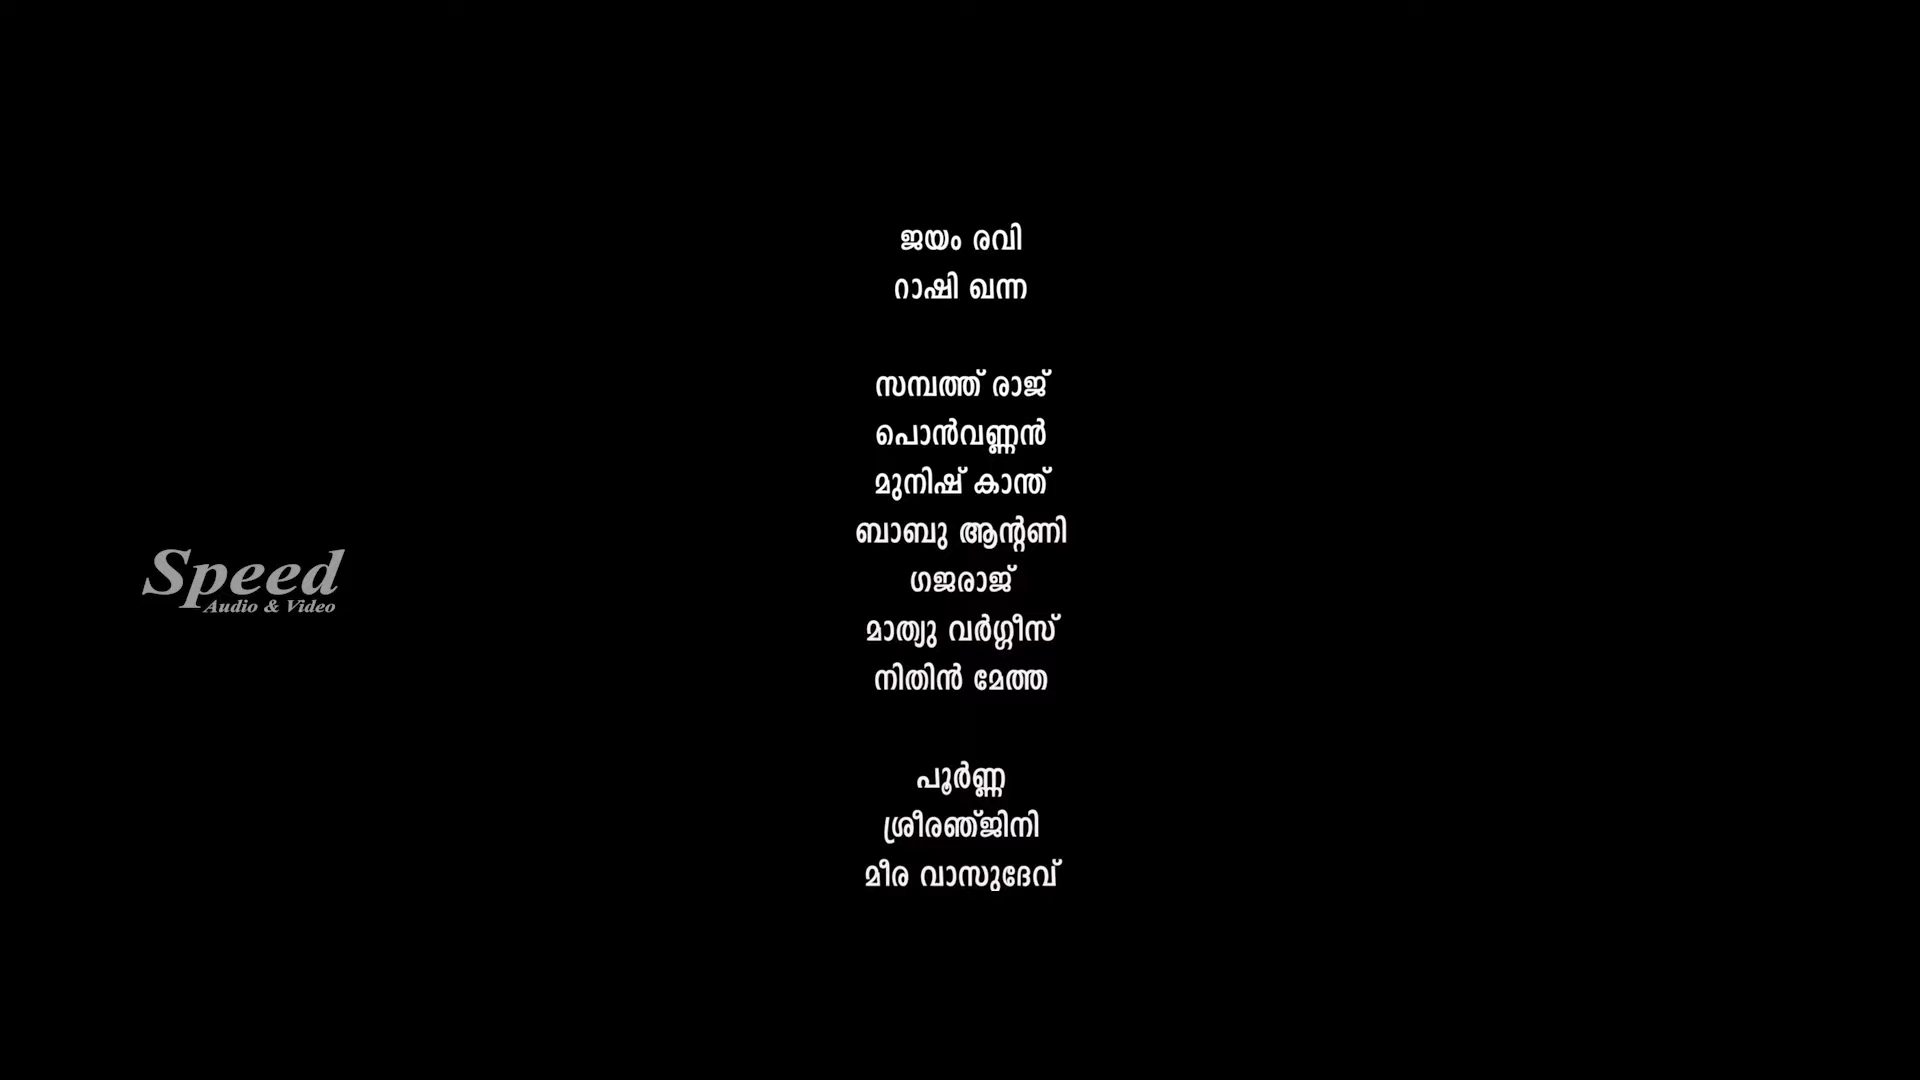 ജയം രവി
റാഷി ഖന്ന
സമ്പത്ത് രാജ്
പൊൻവണ്ണൻ
മുനിഷ് കാന്ത്
ബാബു ആന്റണി
ഗജരാജ്
മാത്യു വർഗ്ഗീസ്
നിതിൻ മേത്ത
പൂർണ്ണ
ശ്രീരഞ്ജിനി
മീര വാസുദേവ്
Speed
Audio & Video